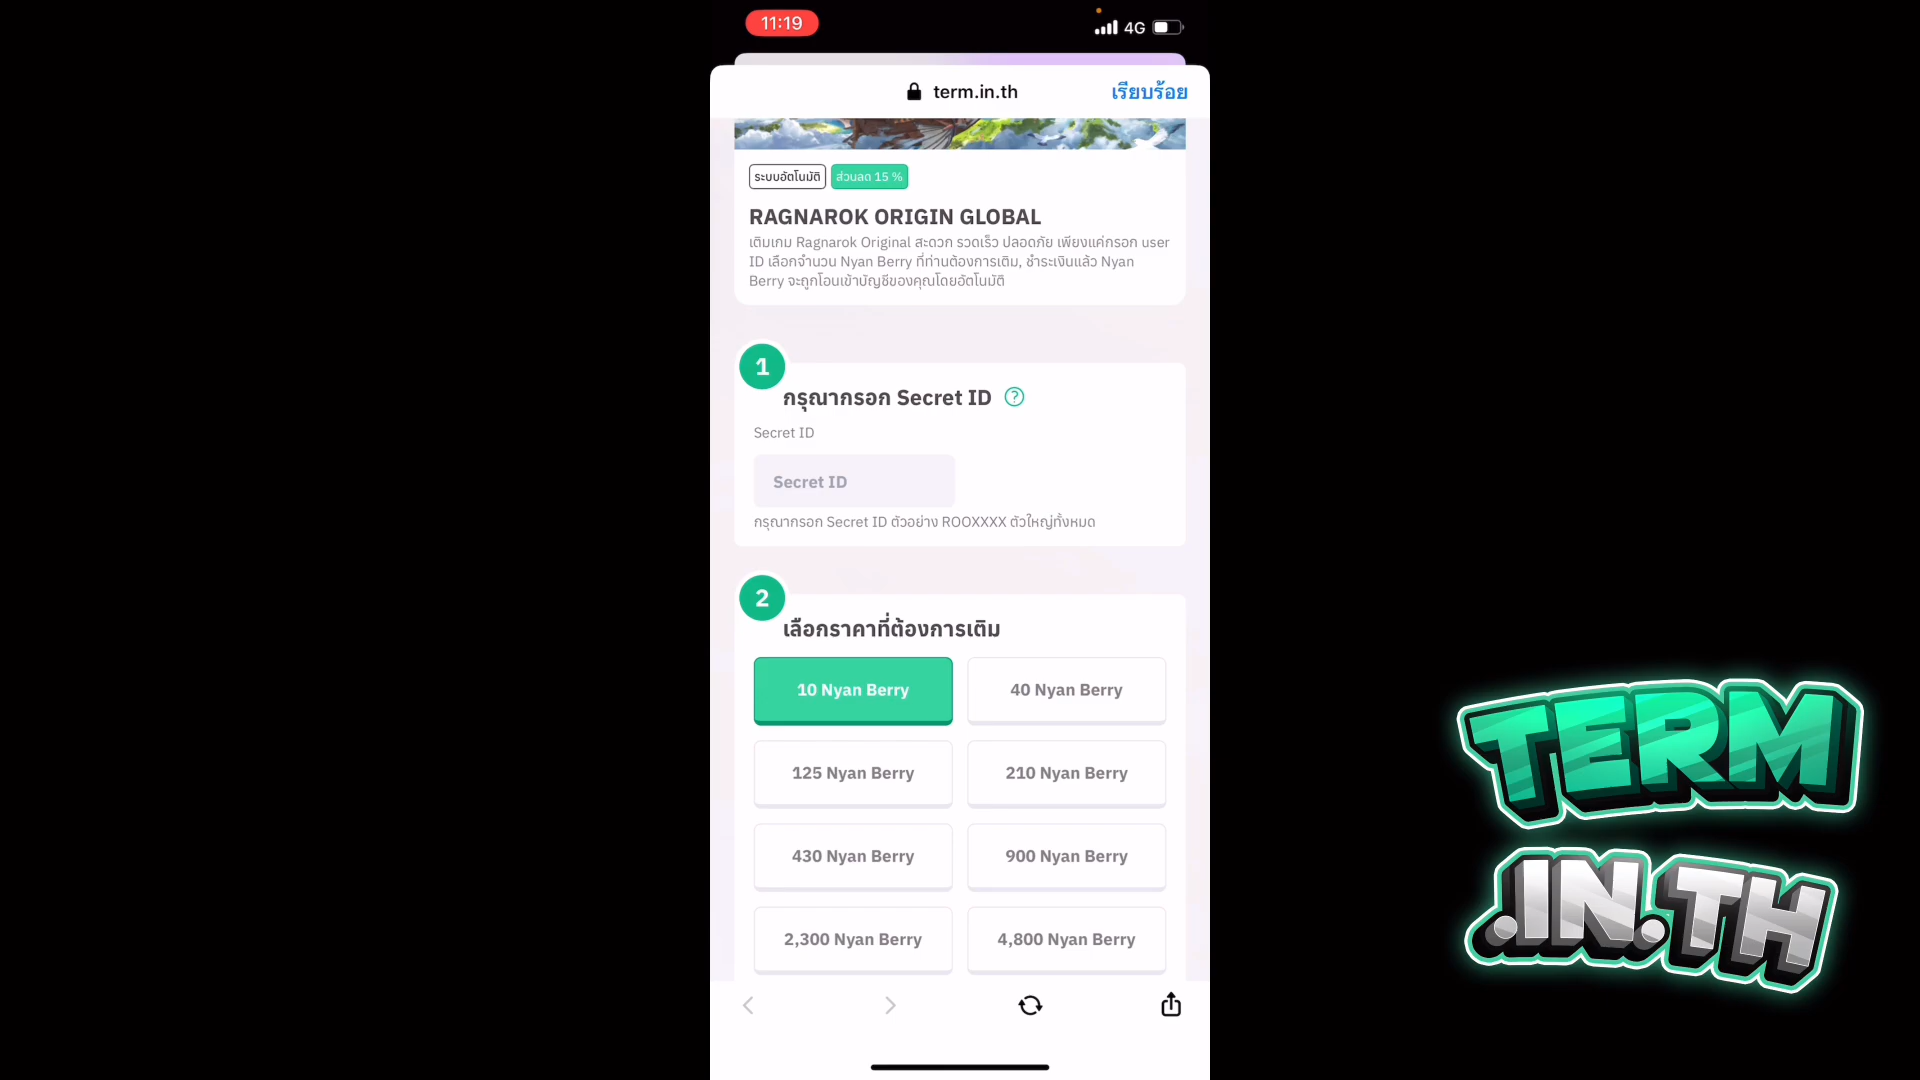 11:19
4G
term.in.th
เรียบร้อย
ระบบอัตโนมัติ ส่วนลด 15 %
RAGNAROK ORIGIN GLOBAL
เติมเกม Ragnarok Original สะดวก รวดเร็ว ปลอดภัย เพียงแค่กรอก user
ID เลือกจำนวน Nyan Berry ที่ท่านต้องการเติม, ชำระเงินแล้ว Nyan
Berry จะถูกโอนเข้าบัญชีของคุณโดยอัตโนมัติ
1
กรุณากรอก Secret ID ?
Secret ID
Secret ID
กรุณากรอก Secret ID ตัวอย่าง ROOXXXX ตัวใหญ่ทั้งหมด
2
เลือกราคาที่ต้องการเติม
10 Nyan Berry
40 Nyan Berry
125 Nyan Berry
210 Nyan Berry
430 Nyan Berry
900 Nyan Berry
2,300 Nyan Berry
4,800 Nyan Berry
TERM
.IN.TH